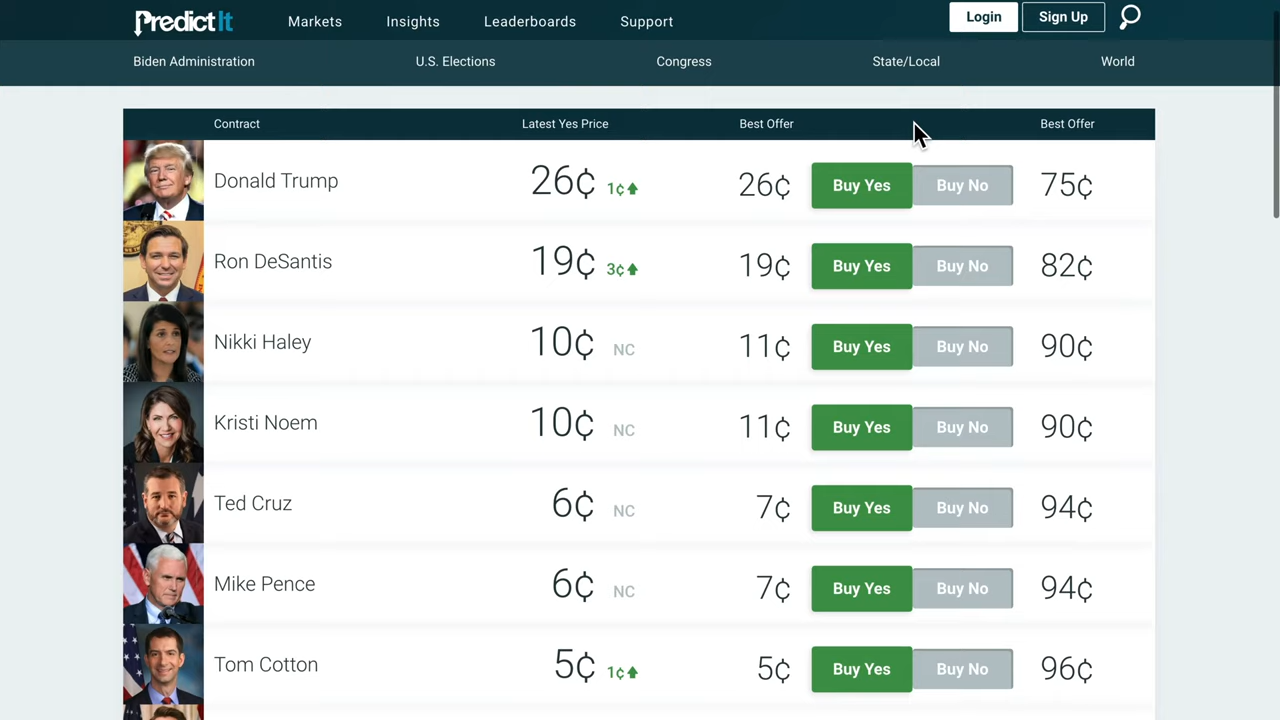 PredictIt Markets Insights Leaderboards Support Login Sign Up
Biden Administration U.S. Elections Congress State/Local World
Contract Latest Yes Price Best Offer Best Offer
Donald Trump 26¢ 1¢ 26¢ Buy Yes Buy No 75¢
Ron DeSantis 19¢ 3¢ 19¢ Buy Yes Buy No 82¢
Nikki Haley 10¢ NC 11¢ Buy Yes Buy No 90¢
Kristi Noem 10¢ NC 11¢ Buy Yes Buy No 90¢
Ted Cruz 6¢ NC 7¢ Buy Yes Buy No 94¢
Mike Pence 6¢ NC 7¢ Buy Yes Buy No 94¢
Tom Cotton 5¢ 1¢ 5¢ Buy Yes Buy No 96¢